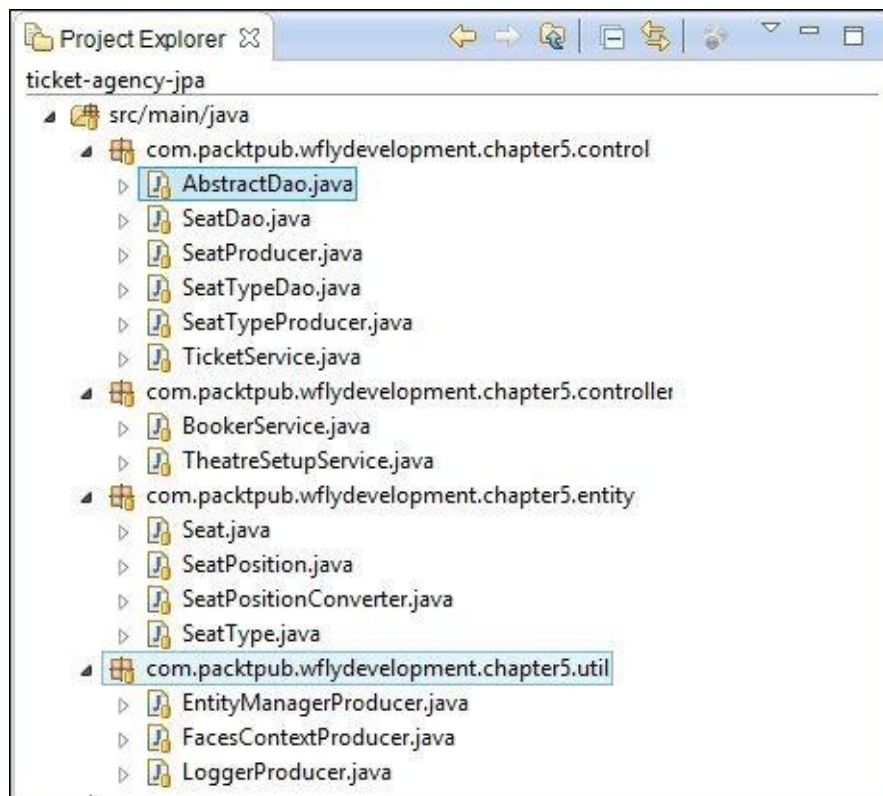 Project Explorer
ticket-agency-jpa
src/main/java
com.packtpub.wflydevelopment.chapter5.control
AbstractDao.java
SeatDao.java
SeatProducer.java
SeatTypeDao.java
SeatTypeProducer.java
TicketService.java
com.packtpub.wflydevelopment.chapter5.controller
BookerService.java
TheatreSetupService.java
com.packtpub.wflydevelopment.chapter5.entity
Seat.java
SeatPosition.java
SeatPositionConverter.java
SeatType.java
com.packtpub.wflydevelopment.chapter5.util
EntityManagerProducer.java
FacesContextProducer.java
LoggerProducer.java